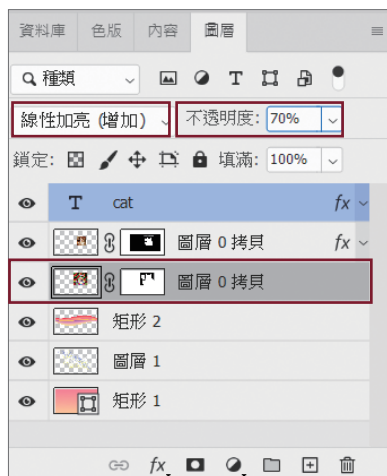 資料庫 色版 內容 圖層
種類 T
線性加亮 (增加) 不透明度: 70%
鎖定: 填滿: 100%
T cat fx
圖層 0 拷貝 fx
圖層 0 拷貝
矩形 2
圖層 1
矩形 1
fx